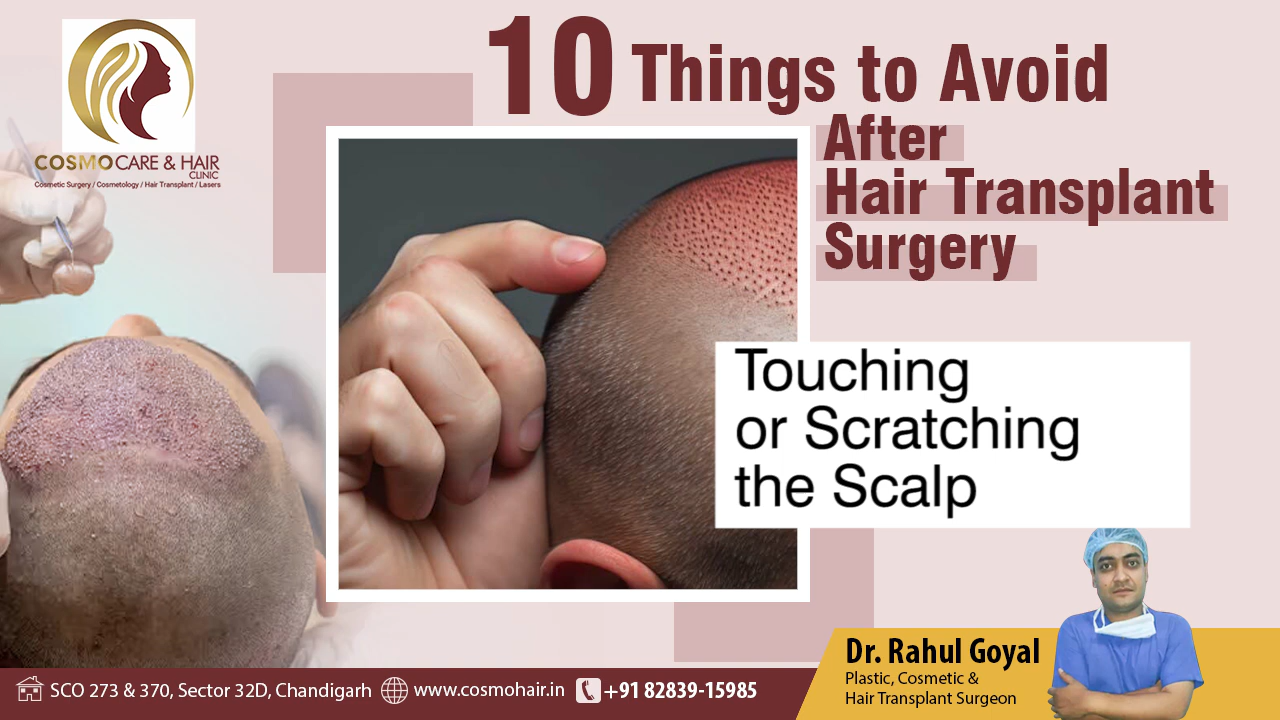 COSMOCARE & HAIR
CLINIC
Cosmetic Surgery / Cosmetology / Hair Transplant / Lasers
10 Things to Avoid
After
Hair Transplant
Surgery
Touching
or Scratching
the Scalp
Dr. Rahul Goyal
Plastic, Cosmetic &
Hair Transplant Surgeon
SCO 273 & 370, Sector 32D, Chandigarh www.cosmohair.in +91 82839-15985